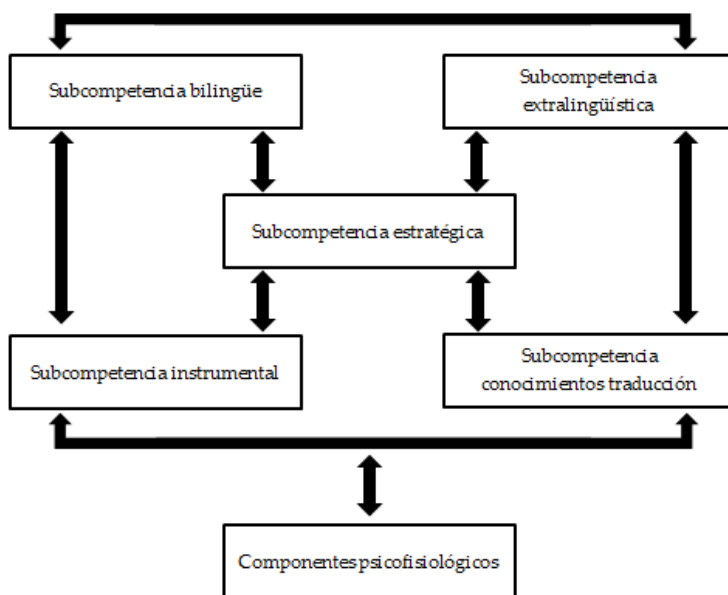 Subcompetencia bilingüe
Subcompetencia
extralingüística
Subcompetencia estratégica
Subcompetencia instrumental
Subcompetencia
conocimientos traducción
Componentes psicofisiológicos